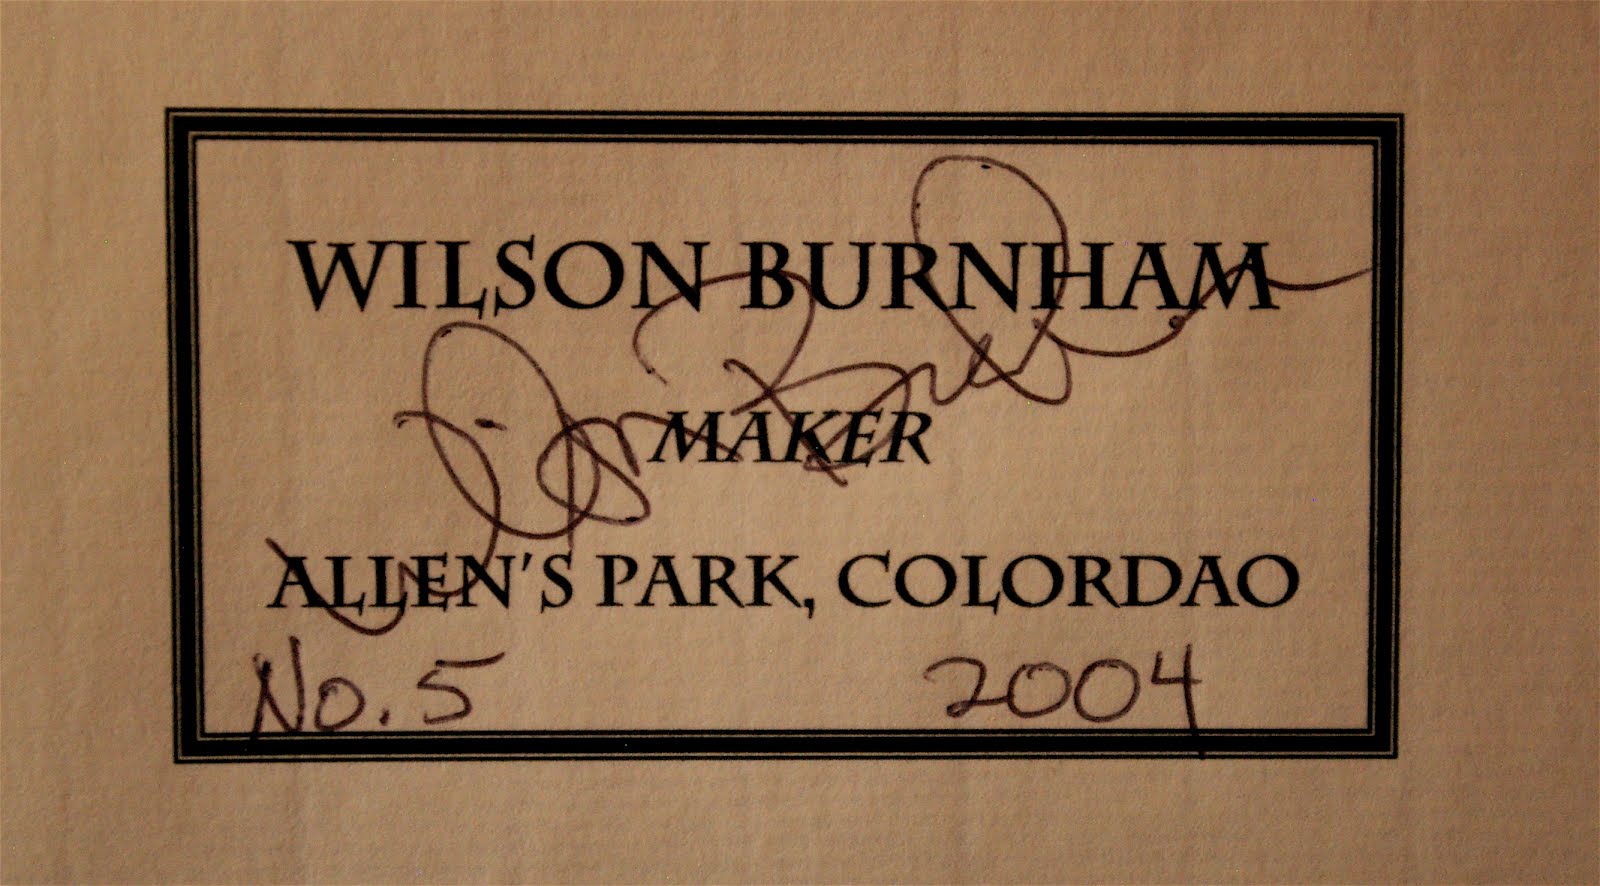 WILSON BURNHAM
MAKER
ALLEN'S PARK, COLORDAO
No. 5 2004